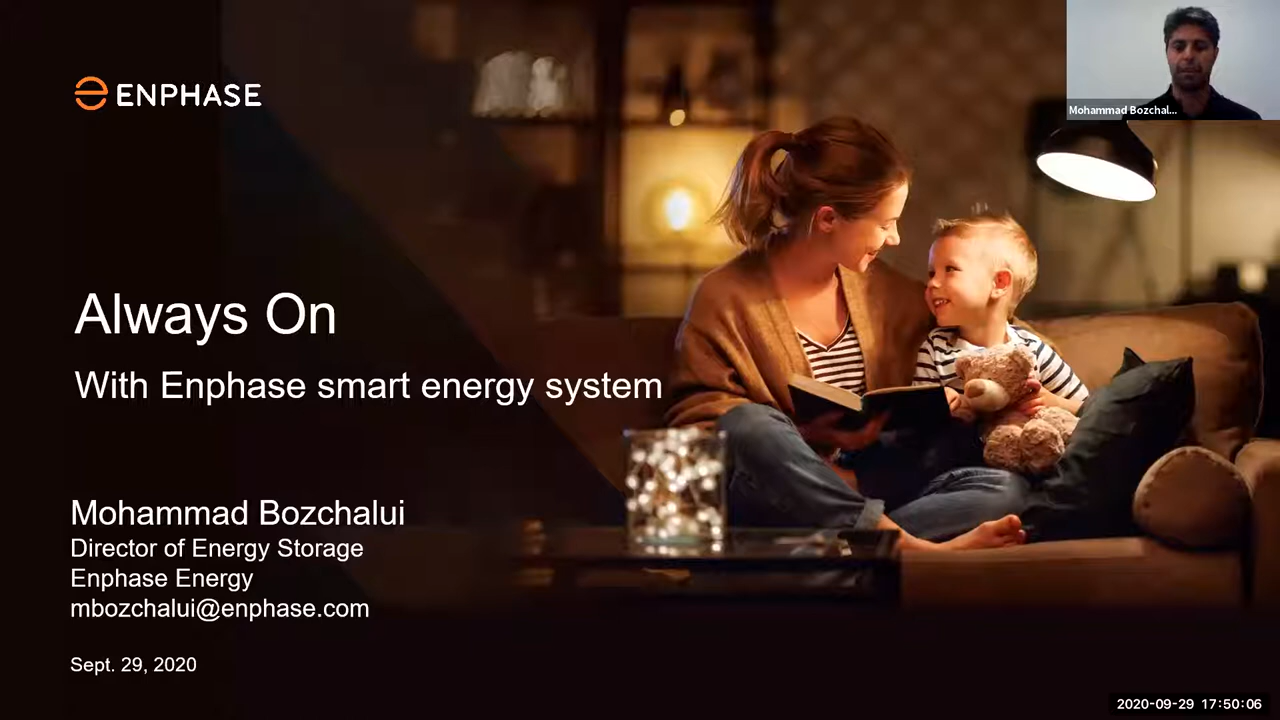 ENPHASE
Mohammad Bozchal...
Always On
With Enphase smart energy system
Mohammad Bozchalui
Director of Energy Storage
Enphase Energy
mbozchalui@enphase.com
Sept. 29, 2020
2020-09-29 17:50:06